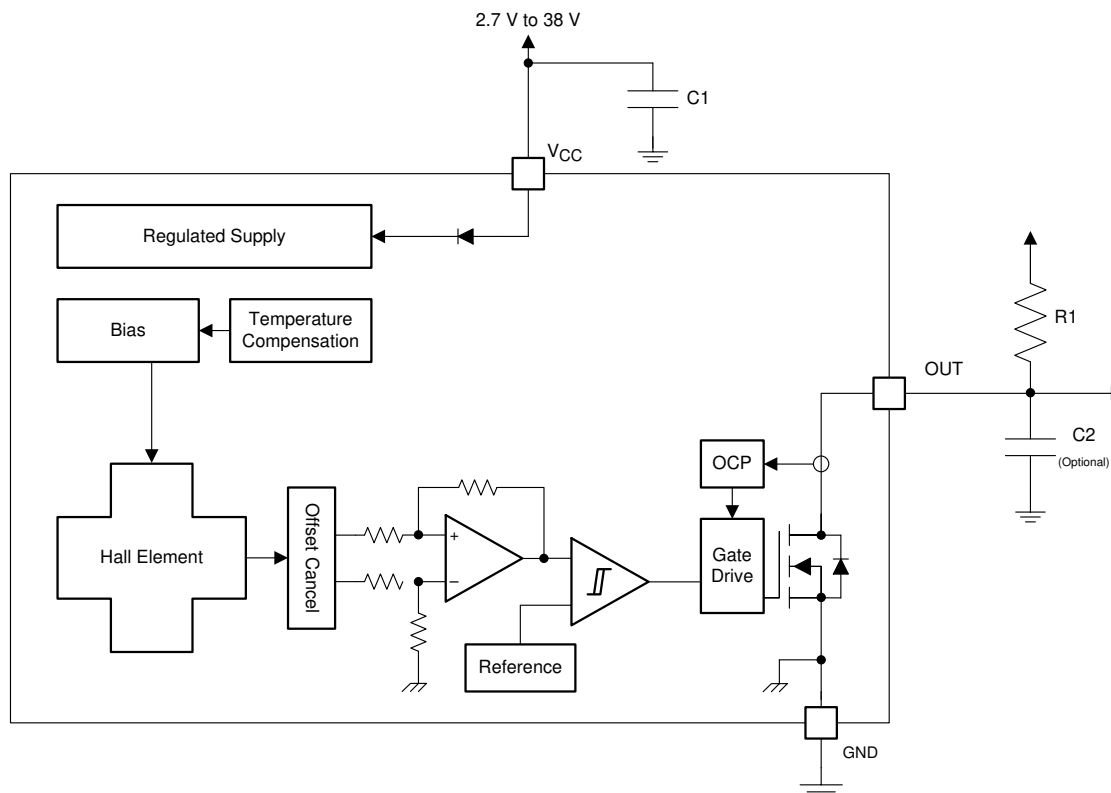 2.7 V to 38 V
C1
VCC
Regulated Supply
Bias
Temperature
Compensation
R1
OUT
C2
(Optional)
OCP
Hall Element
Offset Cancel
+
–
Gate
Drive
Reference
GND